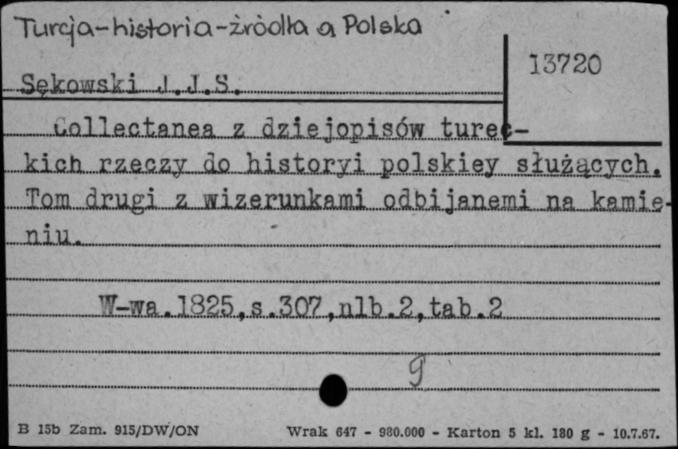 Turcja-historia-źródła a Polska
13720
Sękowski J.J.S.
Collectanea z dziejopisów turec-
kich rzeczy do historyi polskiey służących.
Tom drugi z wizerunkami odbijanemi na kamie-
niu.
W-wa.1825,s.307,nlb.2,tab.2
g
B 15b Zam. 915/DW/ON Wrak 647 - 980.000 - Karton 5 kl. 180 g - 10.7.67.